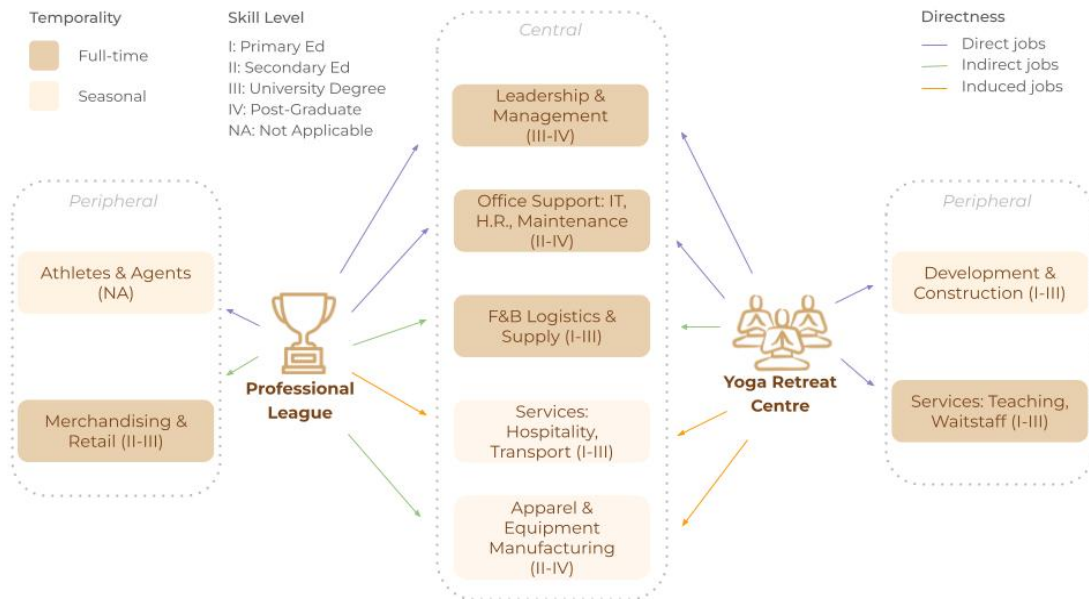 Temporality
Full-time
Seasonal
Skill Level
I: Primary Ed
II: Secondary Ed
III: University Degree
IV: Post-Graduate
NA: Not Applicable
Directness
Direct jobs
Indirect jobs
Induced jobs
Central
Leadership &
Management
(III-IV)
Office Support: IT,
H.R., Maintenance
(II-IV)
F&B Logistics &
Supply (I-III)
Services:
Hospitality,
Transport (I-III)
Apparel &
Equipment
Manufacturing
(II-IV)
Peripheral
Athletes & Agents
(NA)
Merchandising &
Retail (II-III)
Professional
League
Yoga Retreat
Centre
Peripheral
Development &
Construction (I-III)
Services: Teaching,
Waitstaff (I-III)